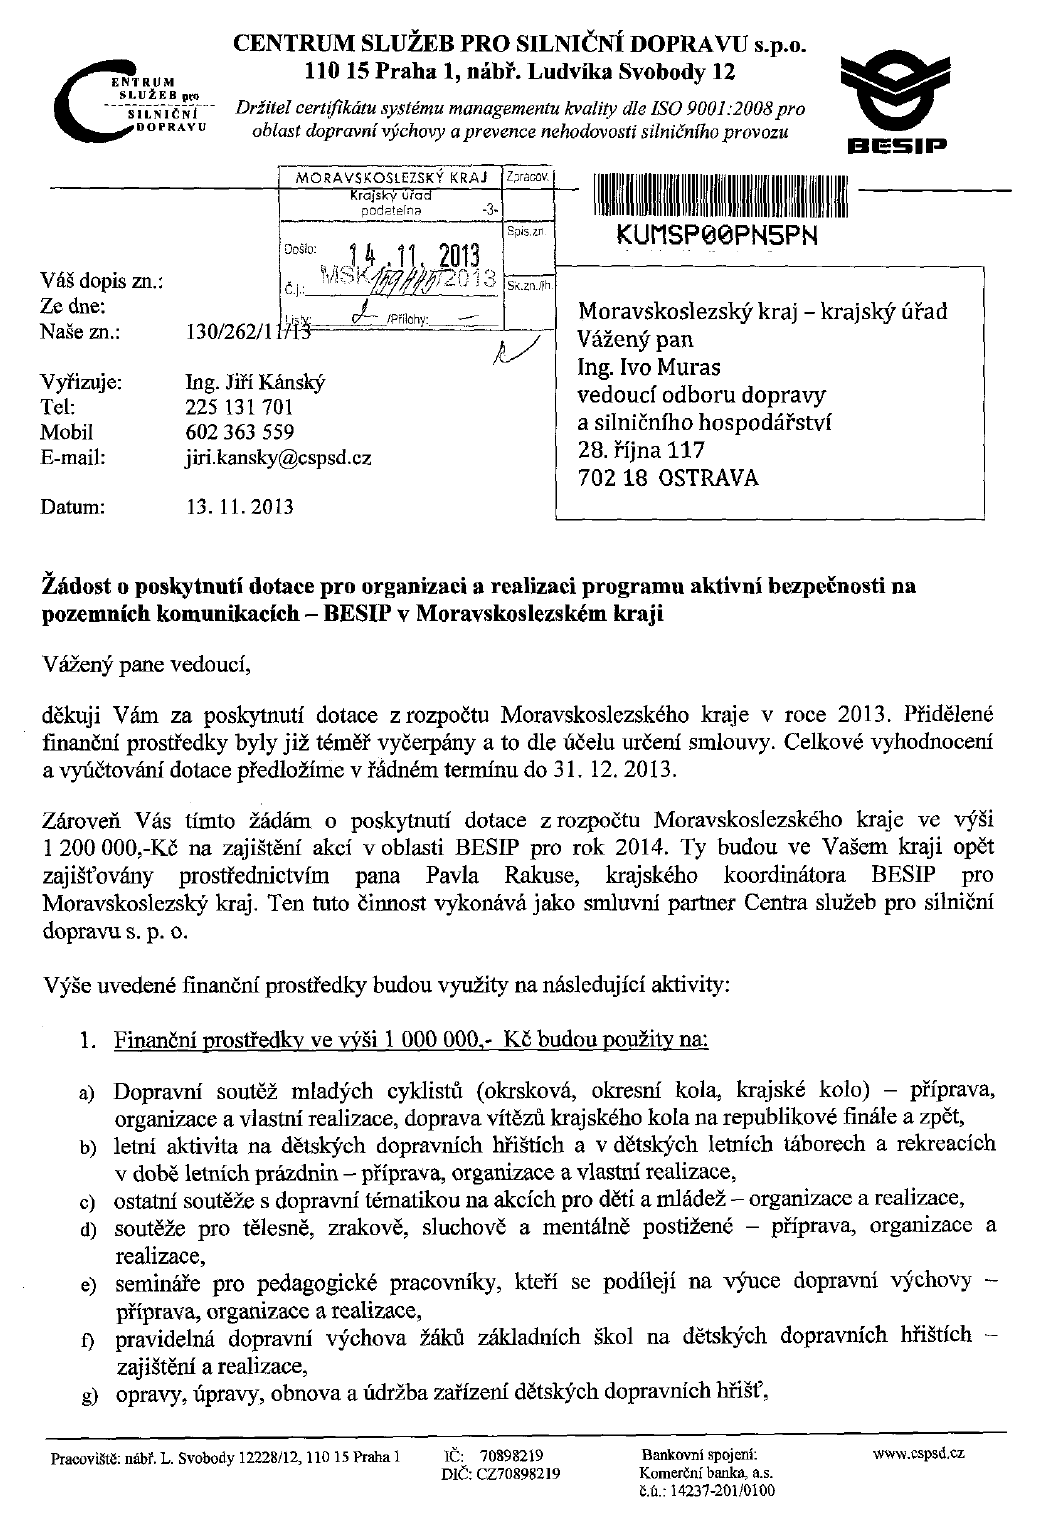 CENTRUM SLUŽEB PRO SILNIČNÍ DOPRAVU s.p.o.
110 15 Praha 1, nábř. Ludvíka Svobody 12
Držitel certifikátu systému managementu kvality dle ISO 9001:2008 pro
oblast dopravní výchovy a prevence nehodovosti silničního provozu
ENTRUM
SLUŽEB pro
SILNIČNÍ
DOPRAVU
BESIP
MORAVSKOSLEZSKÝ KRAJ
Krajský úřad
podatelna -3-
Zpracov.
Spis.zn.
Došlo: 14.11.2013
Č.j.: MSK 2013
Sk.zn./lh.
Listy: /Přílohy: —
KUMSP00PN5PN
Váš dopis zn.:
Ze dne:
Naše zn.: 130/262/11/13
Vyřizuje: Ing. Jiří Kánský
Tel: 225 131 701
Mobil 602 363 559
E-mail: jiri.kansky@cspsd.cz
Datum: 13. 11. 2013
Moravskoslezský kraj – krajský úřad
Vážený pan
Ing. Ivo Muras
vedoucí odboru dopravy
a silničního hospodářství
28. října 117
702 18 OSTRAVA
Žádost o poskytnutí dotace pro organizaci a realizaci programu aktivní bezpečnosti na
pozemních komunikacích – BESIP v Moravskoslezském kraji
Vážený pane vedoucí,
děkuji Vám za poskytnutí dotace z rozpočtu Moravskoslezského kraje v roce 2013. Přidělené
finanční prostředky byly již téměř vyčerpány a to dle účelu určení smlouvy. Celkové vyhodnocení
a vyúčtování dotace předložíme v řádném termínu do 31. 12. 2013.
Zároveň Vás tímto žádám o poskytnutí dotace z rozpočtu Moravskoslezského kraje ve výši
1 200 000,-Kč na zajištění akcí v oblasti BESIP pro rok 2014. Ty budou ve Vašem kraji opět
zajišťovány prostřednictvím pana Pavla Rakuse, krajského koordinátora BESIP pro
Moravskoslezský kraj. Ten tuto činnost vykonává jako smluvní partner Centra služeb pro silniční
dopravu s. p. o.
Výše uvedené finanční prostředky budou využity na následující aktivity:
1. Finanční prostředky ve výši 1 000 000,- Kč budou použity na:
a) Dopravní soutěž mladých cyklistů (okrsková, okresní kola, krajské kolo) – příprava,
organizace a vlastní realizace, doprava vítězů krajského kola na republikové finále a zpět,
b) letní aktivita na dětských dopravních hřištích a v dětských letních táborech a rekreacích
v době letních prázdnin – příprava, organizace a vlastní realizace,
c) ostatní soutěže s dopravní tématikou na akcích pro děti a mládež – organizace a realizace,
d) soutěže pro tělesně, zrakově, sluchově a mentálně postižené – příprava, organizace a
realizace,
e) semináře pro pedagogické pracovníky, kteří se podílejí na výuce dopravní výchovy –
příprava, organizace a realizace,
f) pravidelná dopravní výchova žáků základních škol na dětských dopravních hřištích –
zajištění a realizace,
g) opravy, úpravy, obnova a údržba zařízení dětských dopravních hřišť,
Pracoviště: nábř. L. Svobody 12228/12, 110 15 Praha 1
IČ: 70898219
DIČ: CZ70898219
Bankovní spojení:
Komerční banka, a.s.
č.ú.: 14237-201/0100
www.cspsd.cz